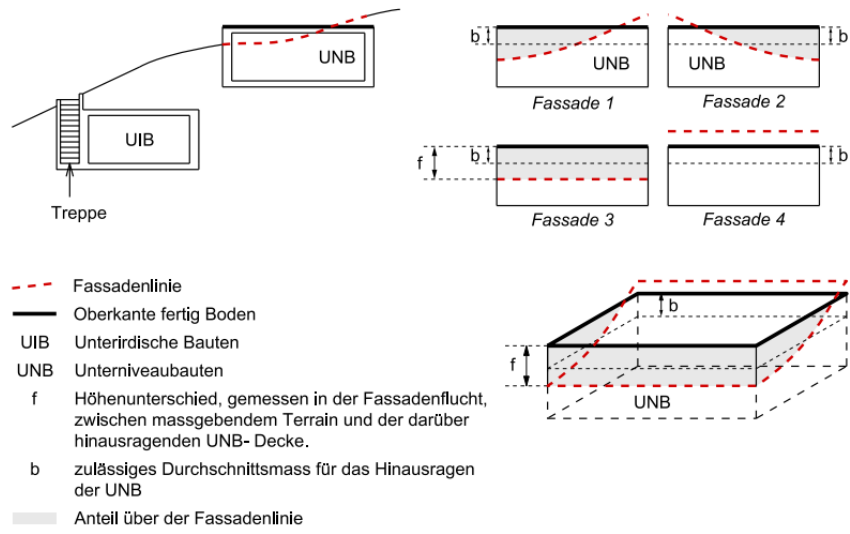 UNB
UIB
Treppe
b
UNB
Fassade 1
b
UNB
Fassade 2
f
b
Fassade 3
b
Fassade 4
Fassadenlinie
Oberkante fertig Boden
UIB Unterirdische Bauten
UNB Unterniveaubauten
f Höhenunterschied, gemessen in der Fassadenflucht,
zwischen massgebendem Terrain und der darüber
hinausragenden UNB- Decke.
b zulässiges Durchschnittsmass für das Hinausragen
der UNB
Anteil über der Fassadenlinie
b
f
UNB